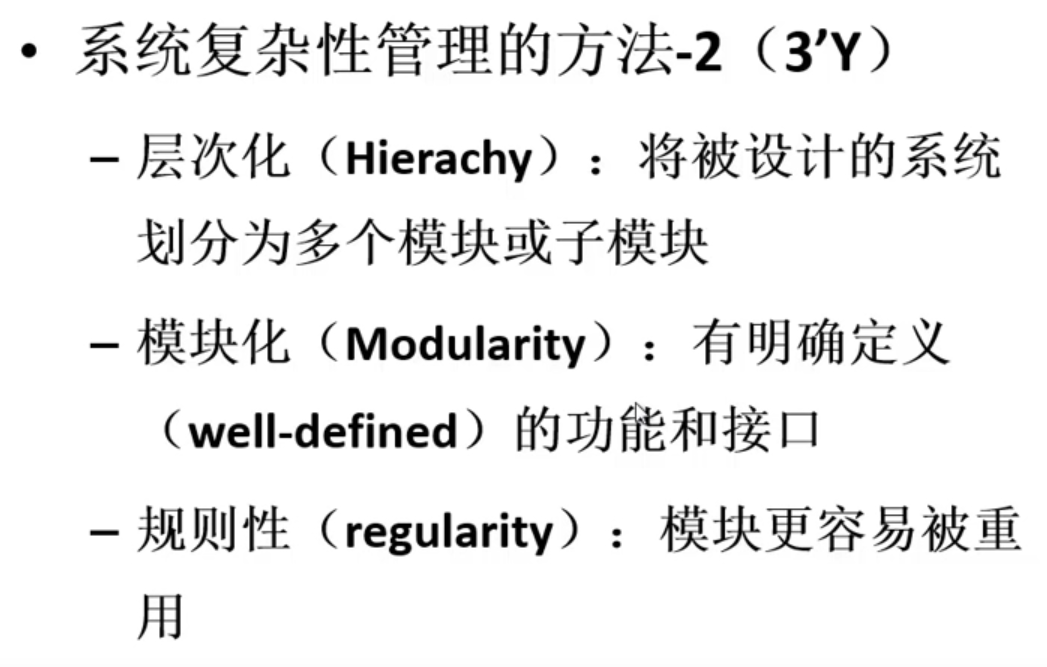 • 系统复杂性管理的方法-2（3’Y）
– 层次化（Hierachy）：将被设计的系统
划分为多个模块或子模块
– 模块化（Modularity）：有明确定义
（well-defined）的功能和接口
– 规则性（regularity）：模块更容易被重
用